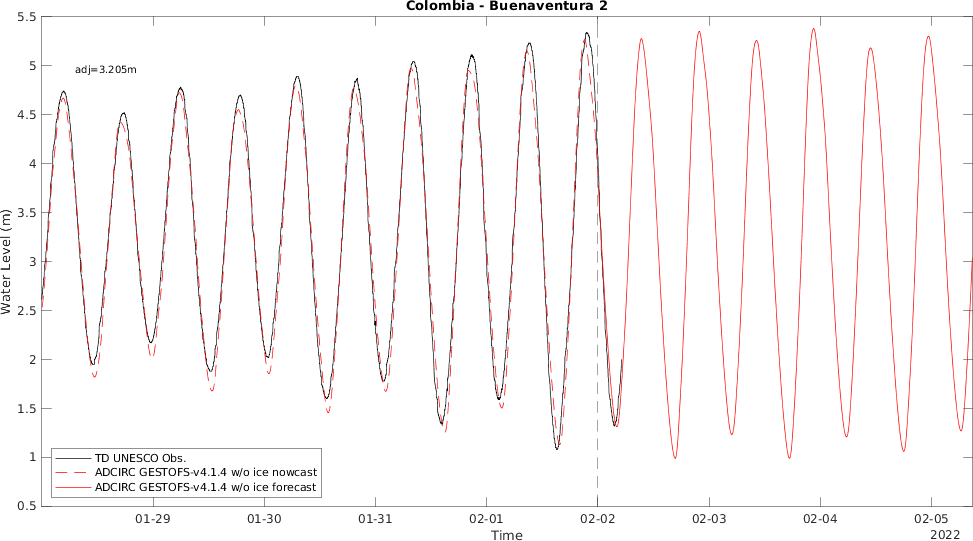 Colombia - Buenaventura 2
adj=3.205m
5.5
5
4.5
4
3.5
3
2.5
2
1.5
1
0.5
Water Level (m)
TD UNESCO Obs.
ADCIRC GESTOFS-v4.1.4 w/o ice nowcast
ADCIRC GESTOFS-v4.1.4 w/o ice forecast
01-29 01-30 01-31 02-01 02-02 02-03 02-04 02-05
Time
2022